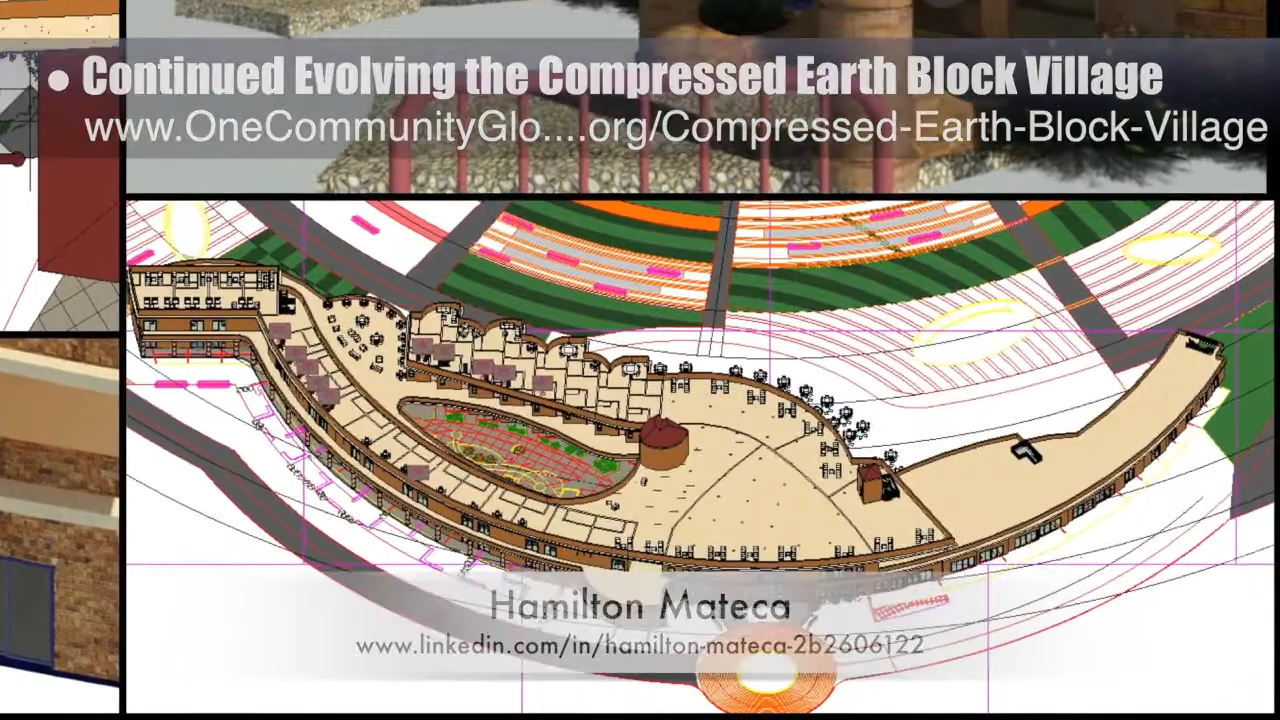 • Continued Evolving the Compressed Earth Block Village
www.OneCommunityGlo....org/Compressed-Earth-Block-Village
Hamilton Mateca
www.linkedin.com/in/hamilton-mateca-2b2606122